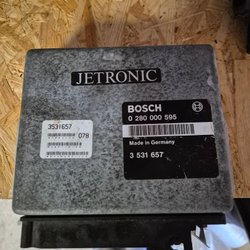 JETRONIC
BOSCH
0 280 000 595
Made in Germany
3 531 657
3531657
078